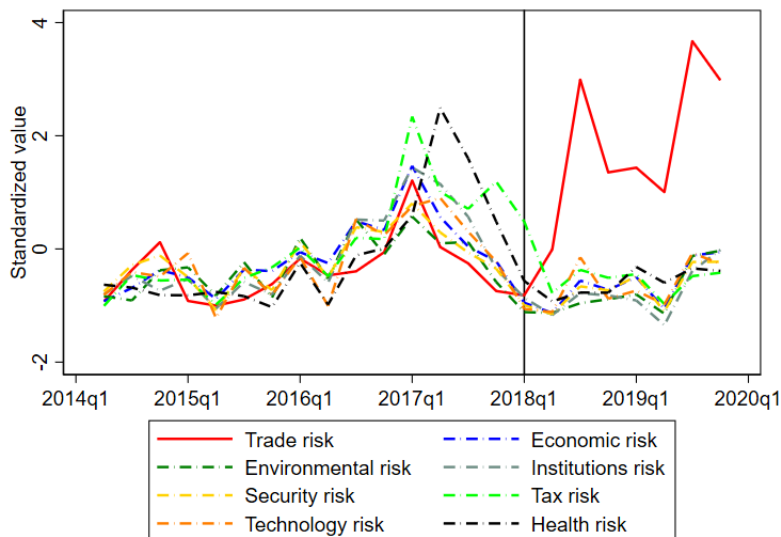 4
2
0
-2
Standardized value
2014q1 2015q1 2016q1 2017q1 2018q1 2019q1 2020q1
Trade risk Economic risk
Environmental risk Institutions risk
Security risk Tax risk
Technology risk Health risk